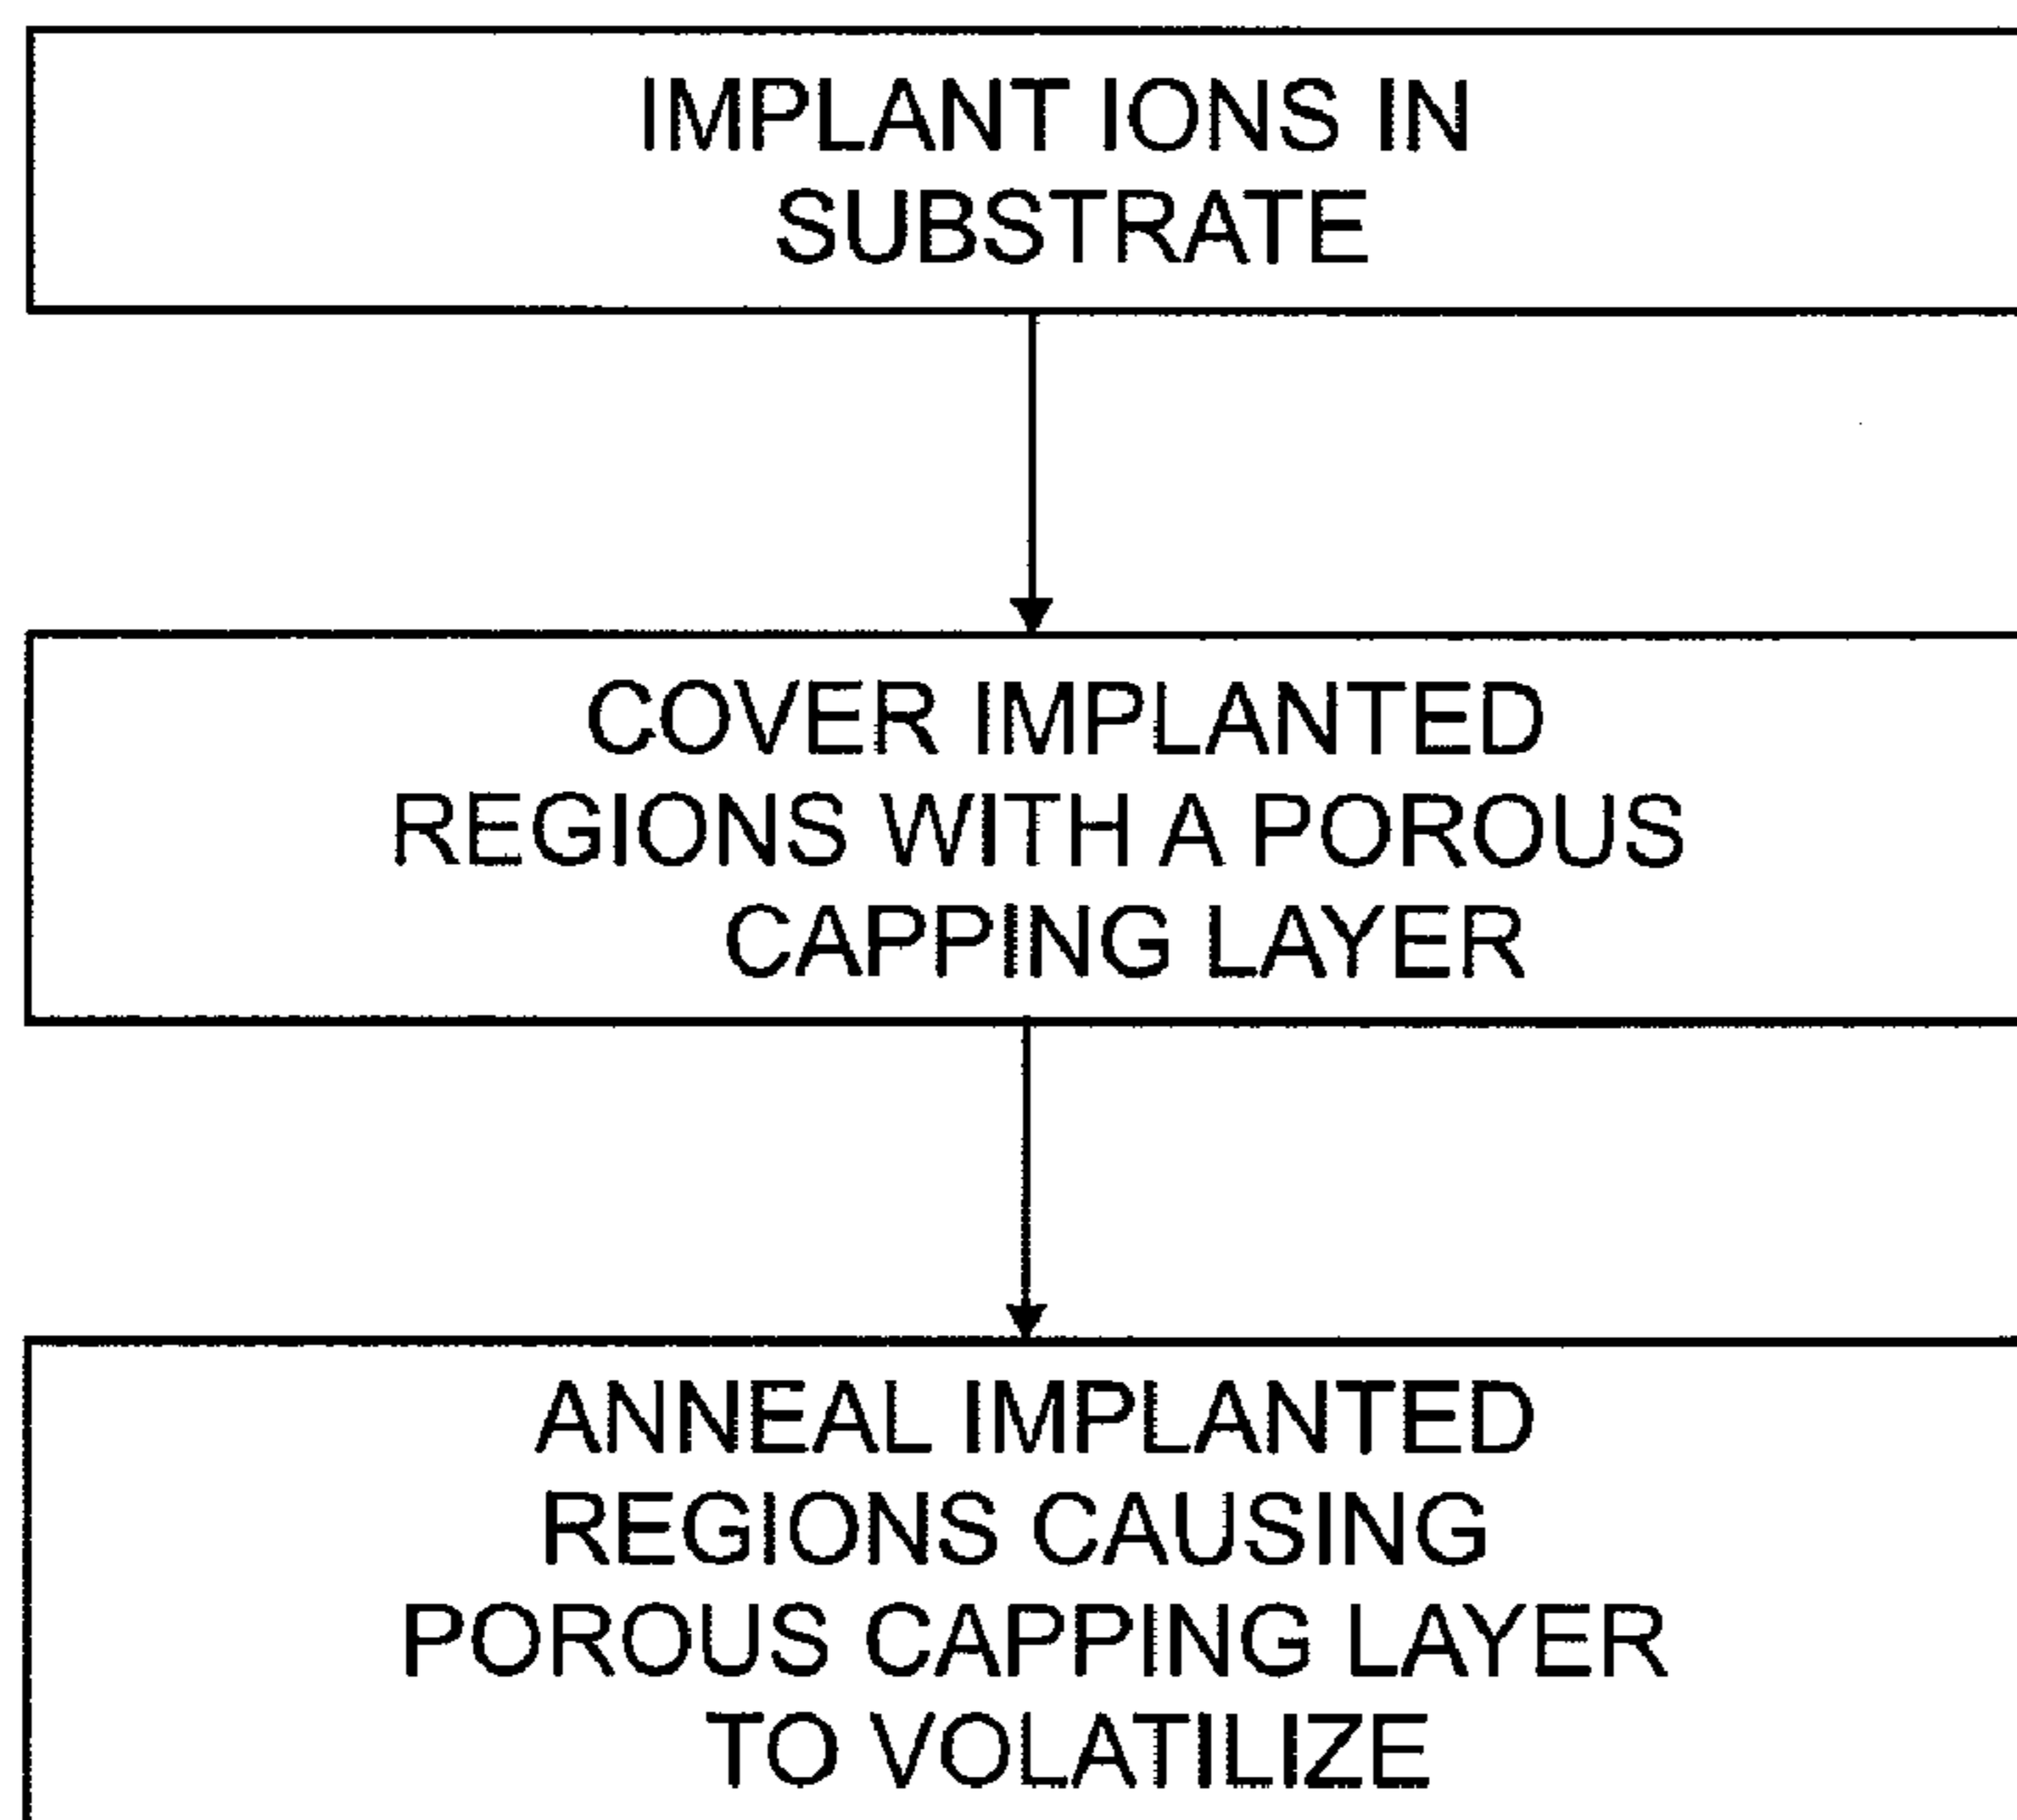 IMPLANT IONS IN
SUBSTRATE
COVER IMPLANTED
REGIONS WITH A POROUS
CAPPING LAYER
ANNEAL IMPLANTED
REGIONS CAUSING
POROUS CAPPING LAYER
TO VOLATILIZE